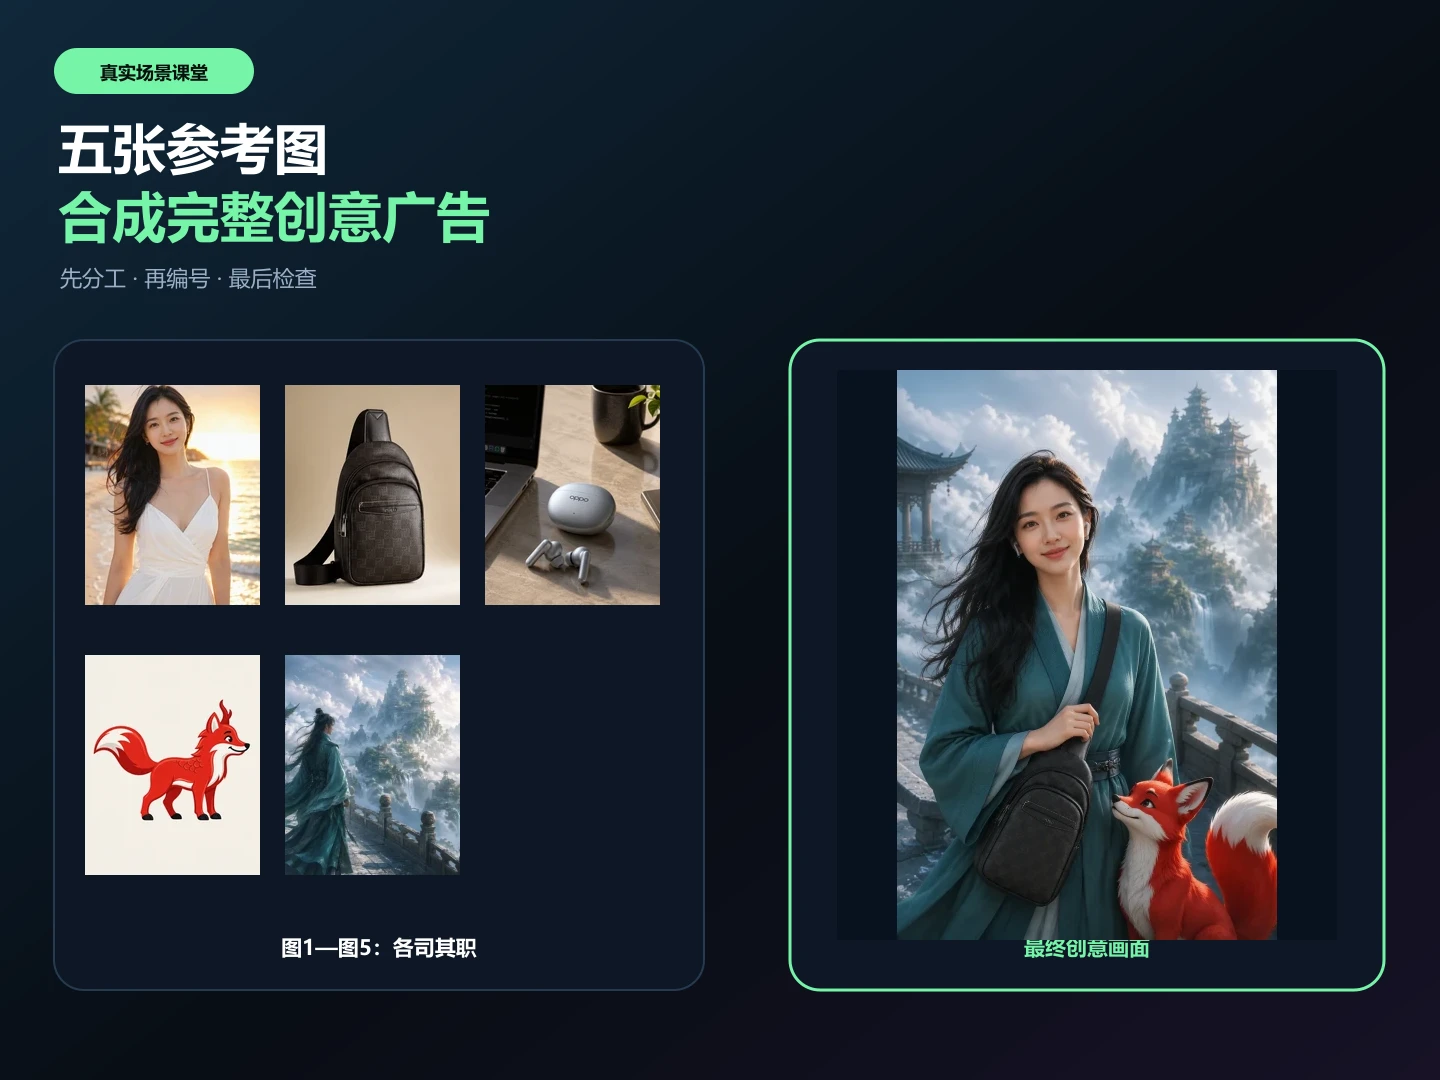 真实场景课堂
五张参考图
合成完整创意广告
先分工 · 再编号 · 最后检查
oppo
图1—图5：各司其职
最终创意画面